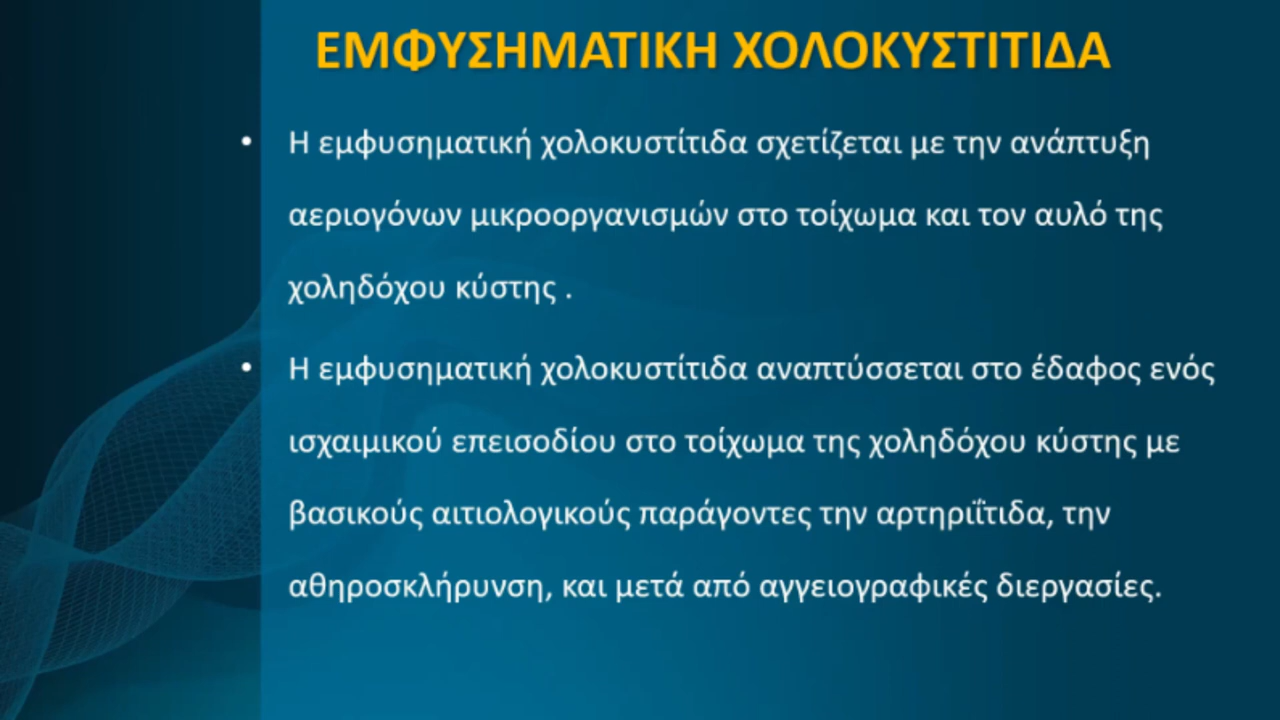 ΕΜΦΥΣΗΜΑΤΙΚΗ ΧΟΛΟΚΥΣΤΙΤΙΔΑ
• Η εμφυσηματική χολοκυστίτιδα σχετίζεται με την ανάπτυξη
αεριογόνων μικροοργανισμών στο τοίχωμα και τον αυλό της
χοληδόχου κύστης .
• Η εμφυσηματική χολοκυστίτιδα αναπτύσσεται στο έδαφος ενός
ισχαιμικού επεισοδίου στο τοίχωμα της χοληδόχου κύστης με
βασικούς αιτιολογικούς παράγοντες την αρτηριΐτιδα, την
αθηροσκλήρυνση, και μετά από αγγειογραφικές διεργασίες.